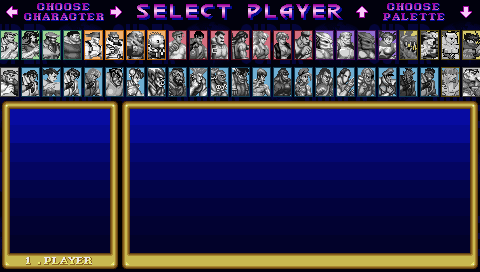 CHOOSE
CHARACTER
SELECT PLAYER
CHOOSE
PALETTE
1 .PLAYER